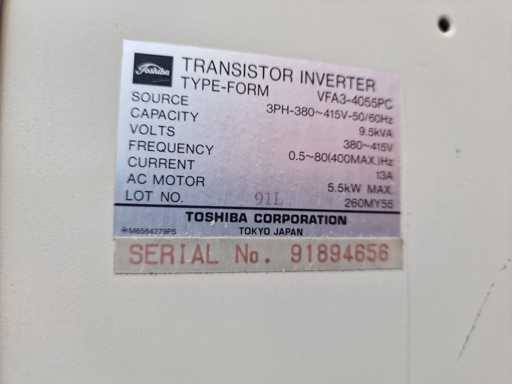 Toshiba
TRANSISTOR INVERTER
TYPE-FORM VFA3-4055PC
SOURCE 3PH-380~415V-50/60Hz
CAPACITY 9.5kVA
VOLTS 380~415V
FREQUENCY 0.5~80(400MAX.)Hz
CURRENT 13A
AC MOTOR 5.5kW MAX.
LOT NO. 91L 260MY55
TOSHIBA CORPORATION
TOKYO JAPAN
SERIAL No. 91894656